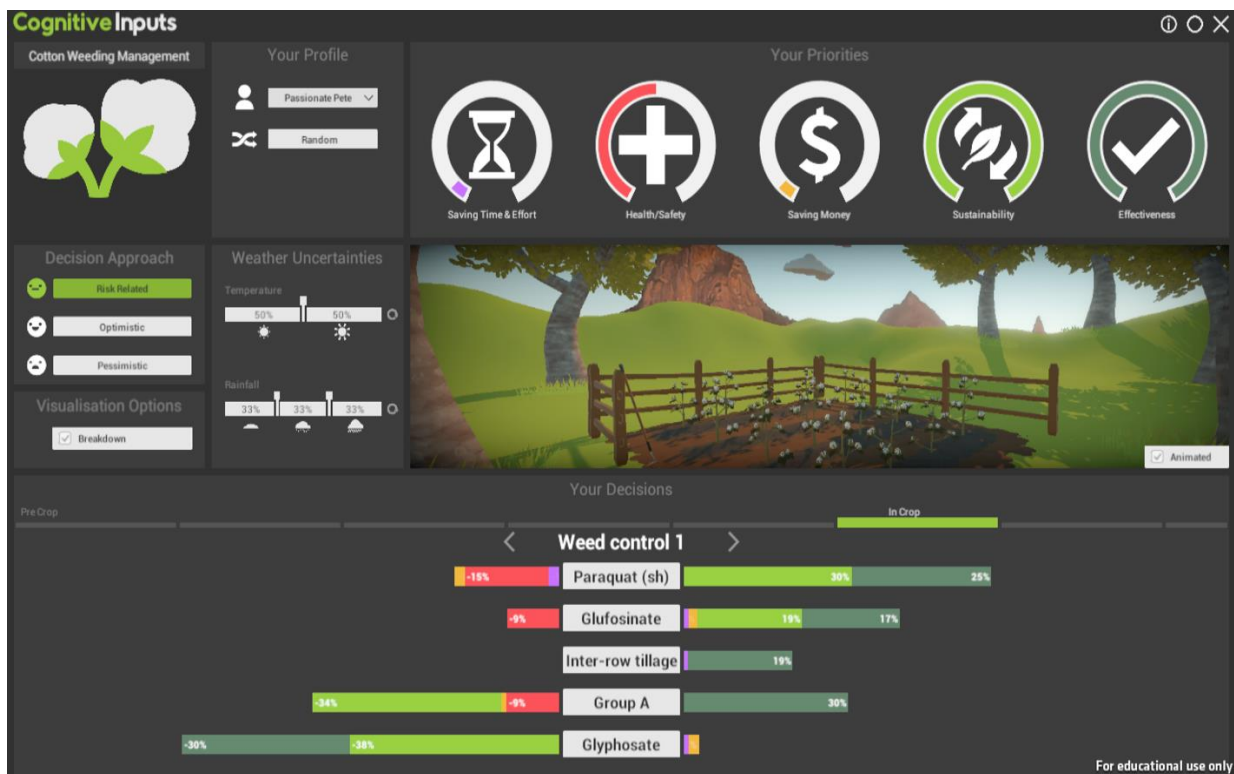 Cognitive Inputs
Cotton Weeding Management
Your Profile
Passionate Pete
Random
Your Priorities
Saving Time & Effort
Health/Safety
Saving Money
Sustainability
Effectiveness
Decision Approach
Risk Related
Optimistic
Pessimistic
Visualisation Options
Breakdown
Weather Uncertainties
Temperature
50% 50%
Rainfall
33% 33% 33%
Animated
Your Decisions
Pre Crop
In Crop
Weed control 1
-15% Paraquat (sh) 30% 25%
-9% Glufosinate 19% 17%
Inter-row tillage 19%
-34% -9% Group A 30%
-30% -38% Glyphosate
For educational use only